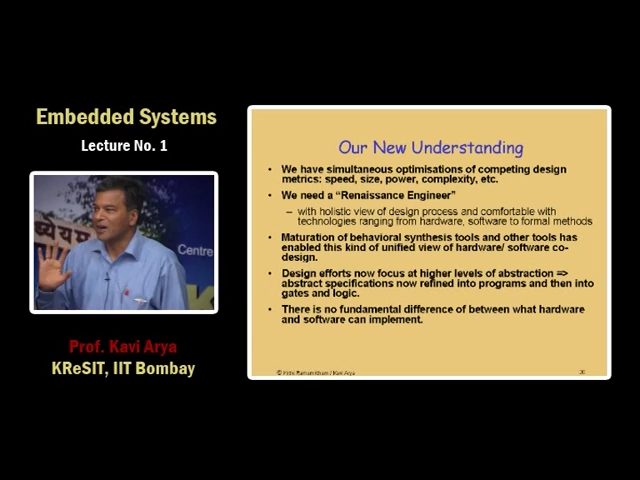 Embedded Systems
Lecture No. 1
ध्येयम्
Centre
Prof. Kavi Arya
KReSIT, IIT Bombay
Our New Understanding
• We have simultaneous optimisations of competing design
metrics: speed, size, power, complexity, etc.
• We need a “Renaissance Engineer”
– with holistic view of design process and comfortable with
technologies ranging from hardware, software to formal methods
• Maturation of behavioral synthesis tools and other tools has
enabled this kind of unified view of hardware/ software co-
design.
• Design efforts now focus at higher levels of abstraction =>
abstract specifications now refined into programs and then into
gates and logic.
• There is no fundamental difference of between what hardware
and software can implement.
© Krithi Ramamritham / Kavi Arya